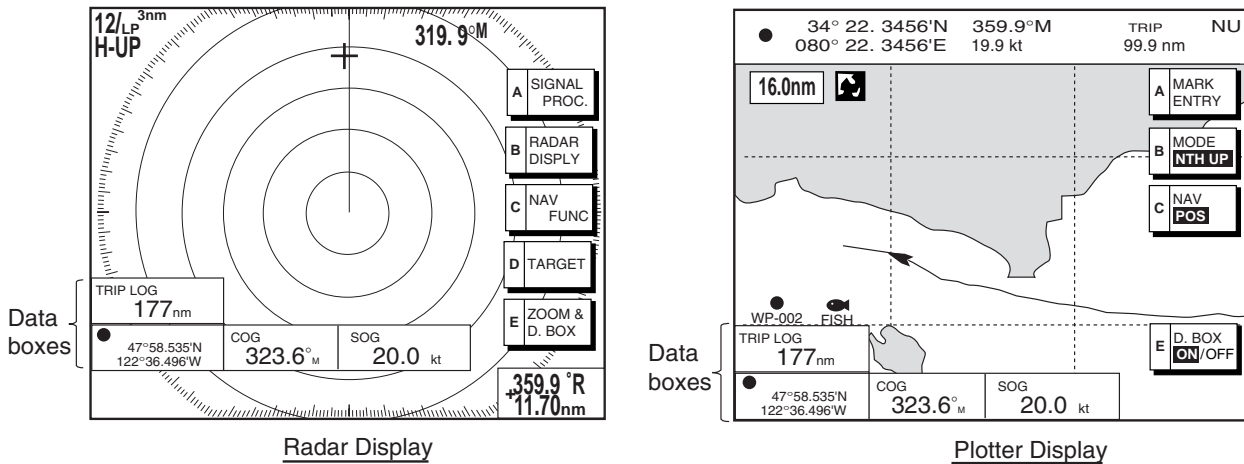 12/LP 3nm
H-UP
319. 9°M
A SIGNAL
PROC.
B RADAR
DISPLY
C NAV
FUNC
D TARGET
E ZOOM &
D. BOX
Data
boxes
TRIP LOG
177nm
47°58.535'N
122°36.496'W
COG
323.6°M
SOG
20.0 kt
+359.9 °R
11.70nm
Radar Display
34° 22. 3456'N 359.9°M TRIP NU
080° 22. 3456'E 19.9 kt 99.9 nm
16.0nm
A MARK
ENTRY
B MODE
NTH UP
C NAV
POS
WP-002 FISH
E D. BOX
ON/OFF
Data
boxes
TRIP LOG
177nm
47°58.535'N
122°36.496'W
COG
323.6°M
SOG
20.0 kt
Plotter Display